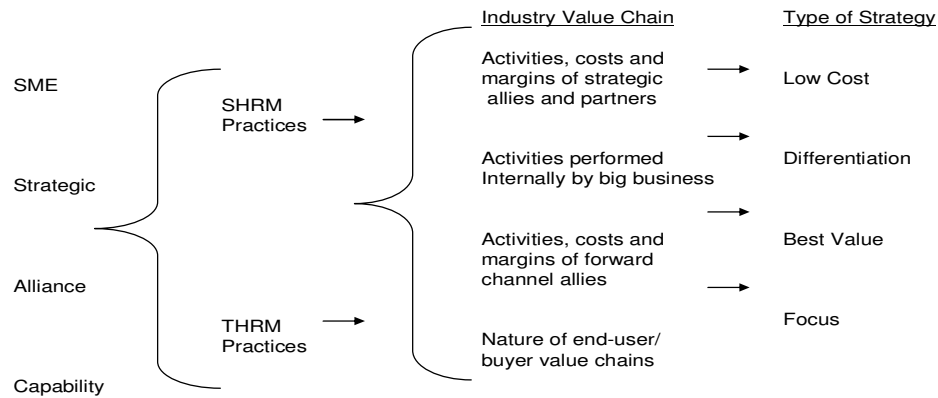 Industry Value Chain
Type of Strategy
SME
Strategic
Alliance
Capability
SHRM
Practices
THRM
Practices
Activities, costs and
margins of strategic
allies and partners
Activities performed
Internally by big business
Activities, costs and
margins of forward
channel allies
Nature of end-user/
buyer value chains
Low Cost
Differentiation
Best Value
Focus